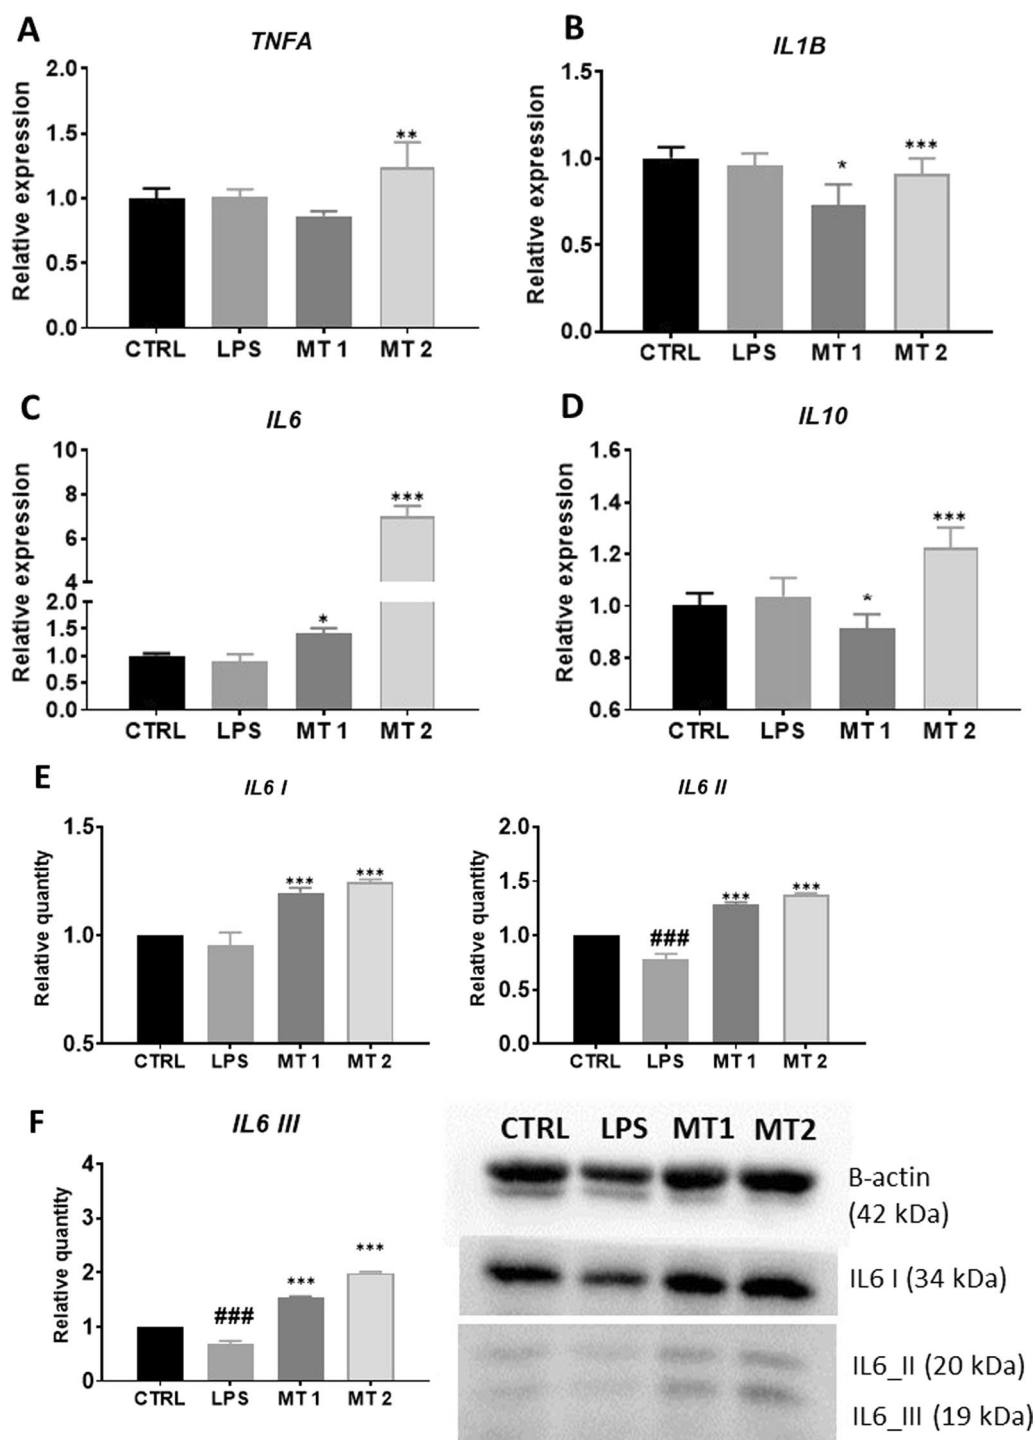 A
TNFA
Relative expression
2.0
1.5
1.0
0.5
0.0
**
CTRL LPS MT 1 MT 2
B
IL1B
Relative expression
1.5
1.0
0.5
0.0
*
***
CTRL LPS MT 1 MT 2
C
IL6
Relative expression
10
8
6
4
2.0
1.5
1.0
0.5
0.0
*
***
CTRL LPS MT 1 MT 2
D
IL10
Relative expression
1.6
1.4
1.2
1.0
0.8
0.6
*
***
CTRL LPS MT 1 MT 2
E
IL6 I
Relative quantity
1.5
1.0
0.5
*** ***
CTRL LPS MT 1 MT 2
IL6 II
Relative quantity
2.0
1.5
1.0
0.5
0.0
### *** ***
CTRL LPS MT 1 MT 2
F
IL6 III
Relative quantity
4
3
2
1
0
### *** ***
CTRL LPS MT 1 MT 2
CTRL LPS MT1 MT2
B-actin
(42 kDa)
IL6 I (34 kDa)
IL6_II (20 kDa)
IL6_III (19 kDa)